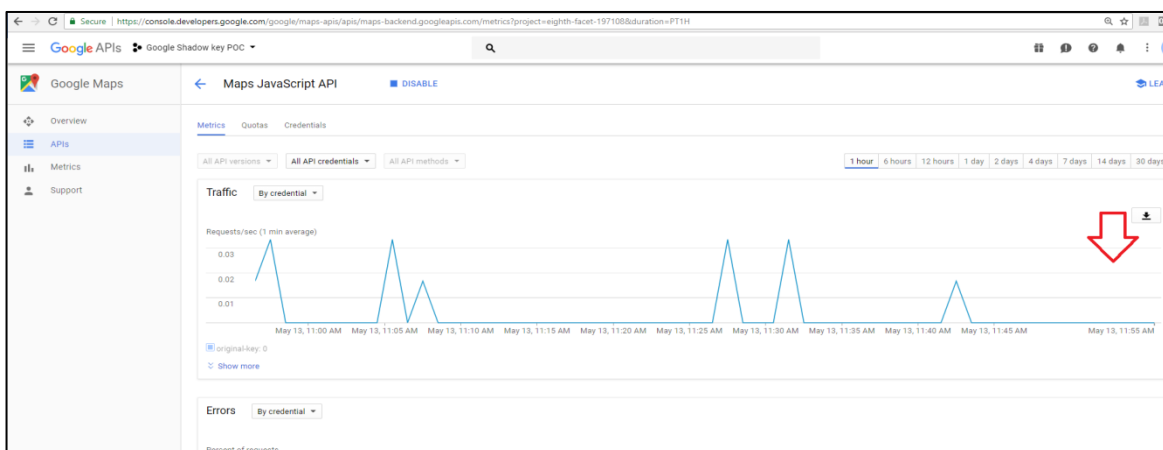 Secure | https://console.developers.google.com/google/maps-apis/apis/maps-backend.googleapis.com/metrics?project=eighth-facet-197108&duration=PT1H
Google APIs Google Shadow key POC
Google Maps Maps JavaScript API DISABLE LEA
Overview
APIs
Metrics
Support
Metrics Quotas Credentials
All API versions All API credentials All API methods 1 hour 6 hours 12 hours 1 day 2 days 4 days 7 days 14 days 30 days
Traffic By credential
Requests/sec (1 min average)
0.03
0.02
0.01
May 13, 11:00 AM May 13, 11:05 AM May 13, 11:10 AM May 13, 11:15 AM May 13, 11:20 AM May 13, 11:25 AM May 13, 11:30 AM May 13, 11:35 AM May 13, 11:40 AM May 13, 11:45 AM May 13, 11:55 AM
original-key: 0
Show more
Errors By credential
Percent of requests